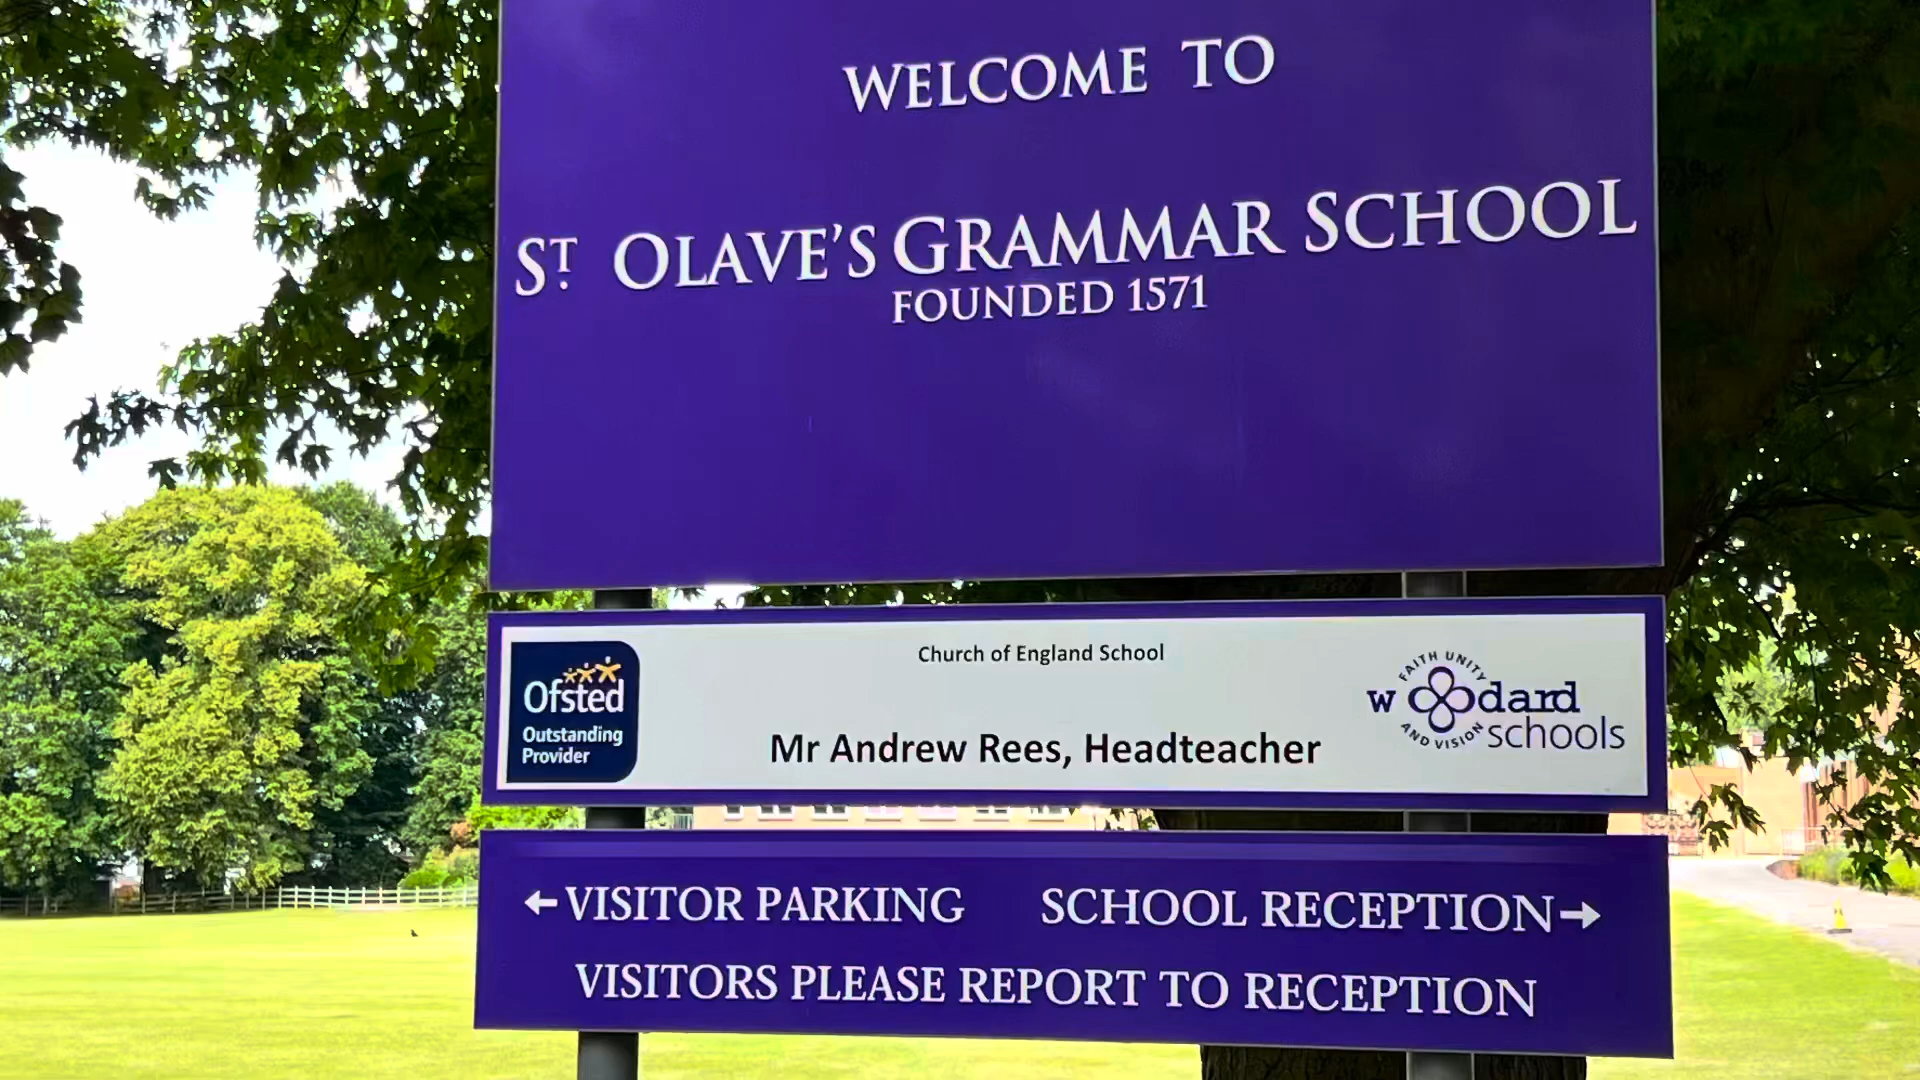 WELCOME TO
ST. OLAVE'S GRAMMAR SCHOOL
FOUNDED 1571
Church of England School
Ofsted
Outstanding
Provider
Mr Andrew Rees, Headteacher
FAITH UNITY
woodard
AND VISION
schools
←VISITOR PARKING SCHOOL RECEPTION→
VISITORS PLEASE REPORT TO RECEPTION